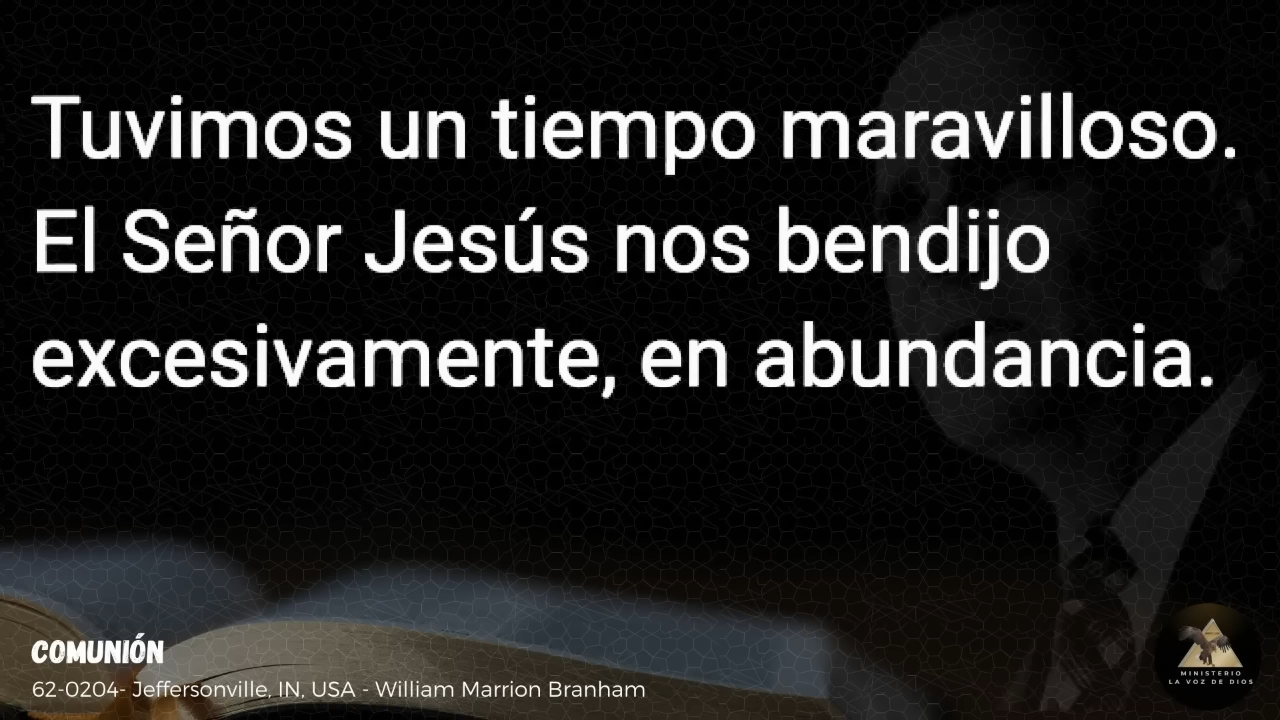 Tuvimos un tiempo maravilloso.
El Señor Jesús nos bendijo
excesivamente, en abundancia.
COMUNIÓN
62-0204- Jeffersonville, IN, USA - William Marrion Branham
MINISTERIO
LA VOZ DE DIOS